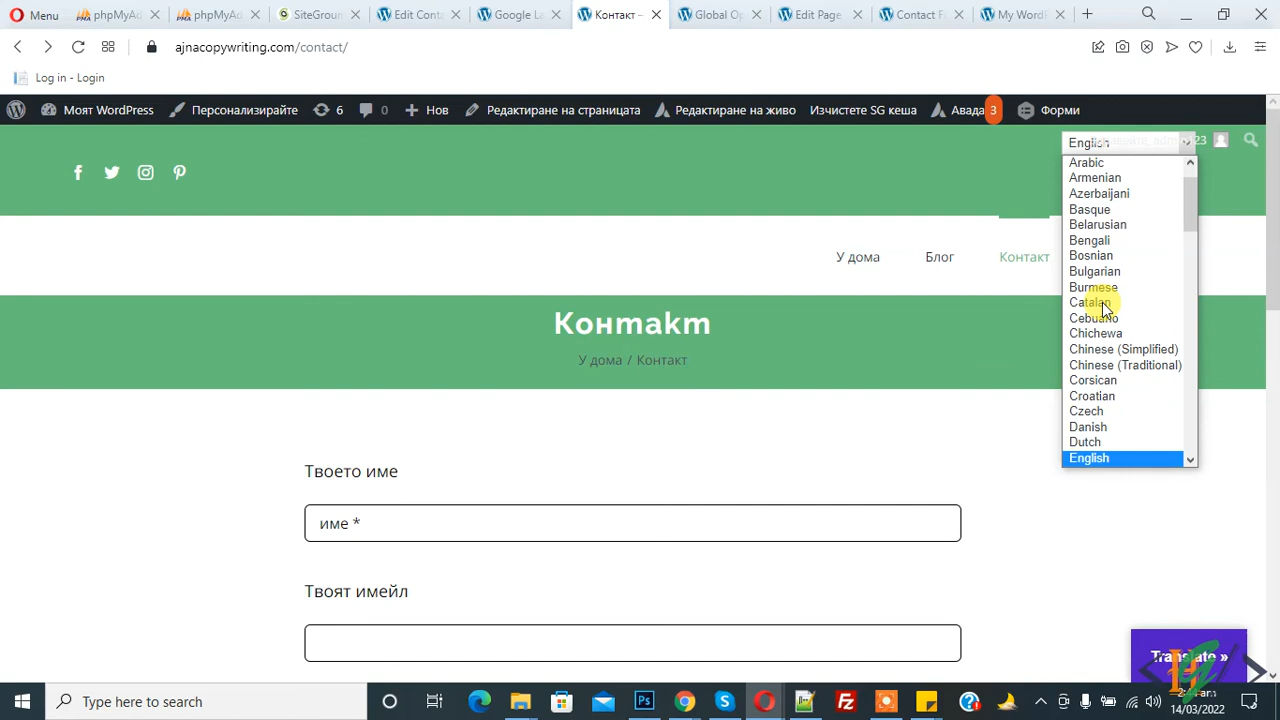 Menu
phpMyAd
phpMyAd
SiteGroun
Edit Conta
Google La
Контакт –
Global Op
Edit Page
Contact Fo
My WordP
ajnacopywriting.com/contact/
Log in - Login
Моят WordPress
Персонализирайте
6
0
Нов
Редактиране на страницата
Редактиране на живо
Изчистете SG кеша
Авада
3
Форми
English
У дома
Блог
Контакт
Arabic
Armenian
Azerbaijani
Basque
Belarusian
Bengali
Bosnian
Bulgarian
Burmese
Catalan
Cebuano
Chichewa
Chinese (Simplified)
Chinese (Traditional)
Corsican
Croatian
Czech
Danish
Dutch
English
Контакт
У дома / Контакт
Твоето име
име *
Твоят имейл
Translate »
Type here to search
am
14/03/2022